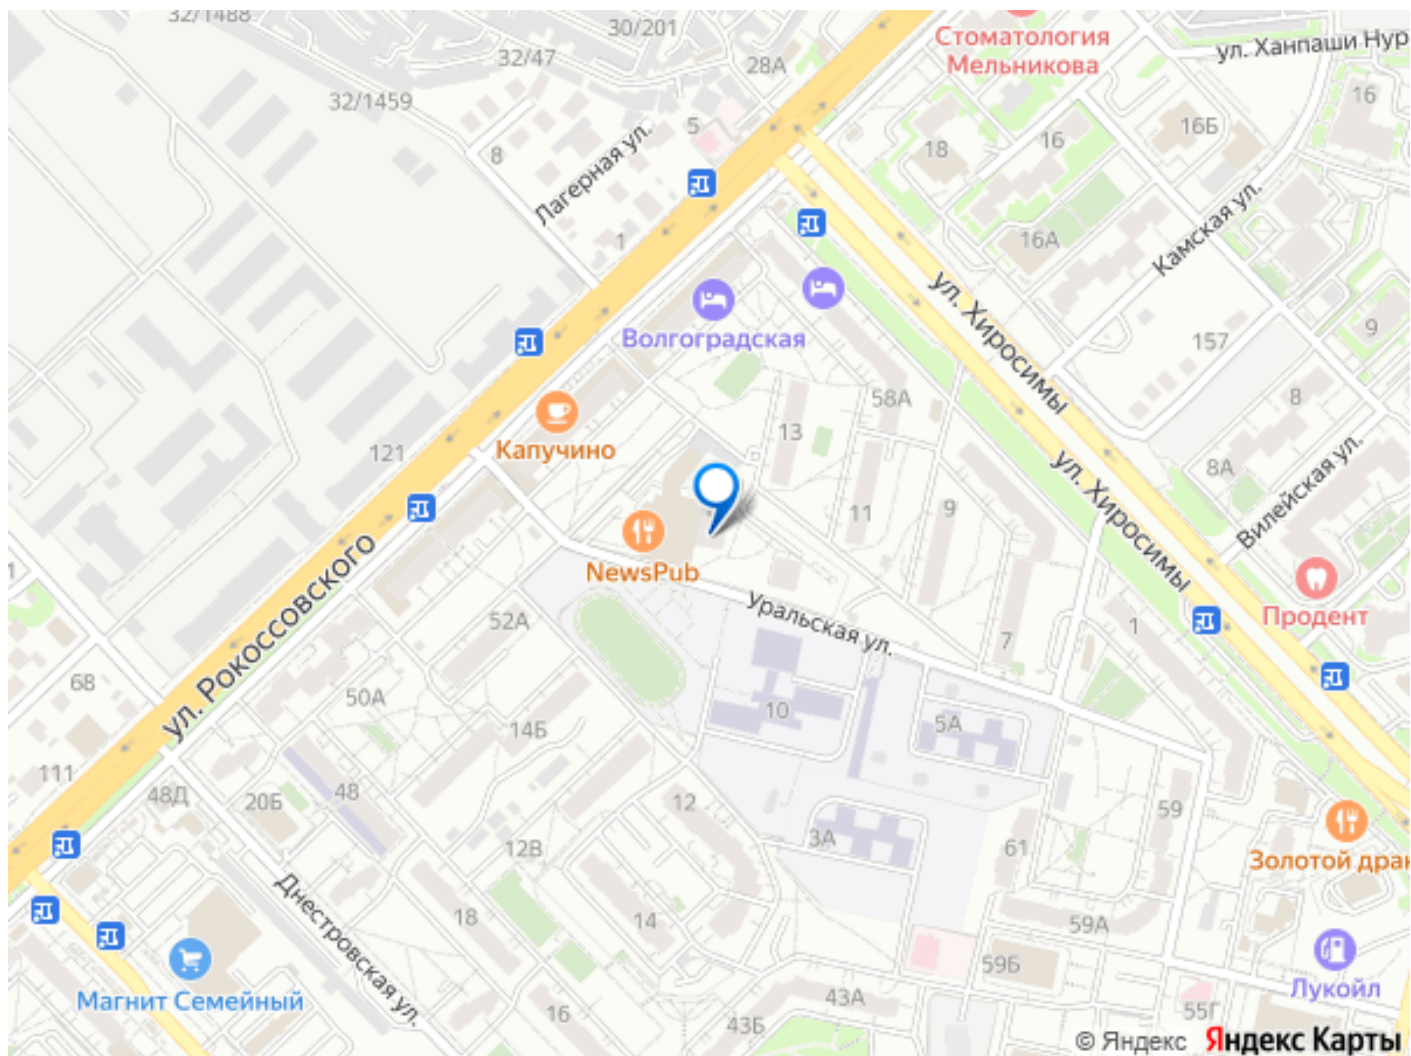 32/1488
30/201
Стоматология
Мельникова
ул. Ханпаши Нур
32/47
28А
32/1459
16
5
16Б
16
18
8
Лагерная ул.
Камская ул.
1
16А
ул. Хиросимы
Волгоградская
9
157
58А
8
13
Капучино
121
8А
Вилейская ул.
ул. Хиросимы
11
9
ул. Рокоссовского
NewsPub
1
Продент
Уральская ул.
52А
1
7
68
50А
10
5А
14Б
111
48Д
20Б
48
12
59
3А
61
12В
Золотой драк
Днестровская ул.
18
14
59А
59Б
Магнит Семейный
43А
Лукойл
16
43Б
55Г
© Яндекс Яндекс Карты